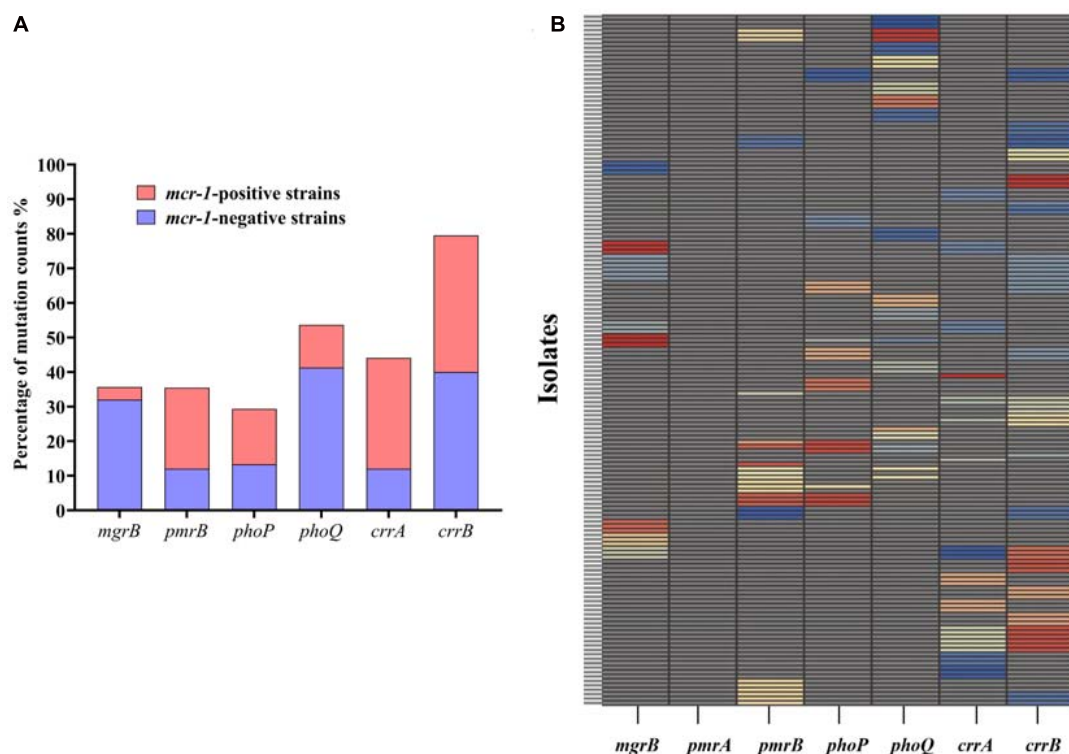 A
B
mcr-1-positive strains
mcr-1-negative strains
Percentage of mutation counts %
100
90
80
70
60
50
40
30
20
10
0
mgrB pmrB phoP phoQ crrA crrB
Isolates
mgrB pmrA pmrB phoP phoQ crrA crrB